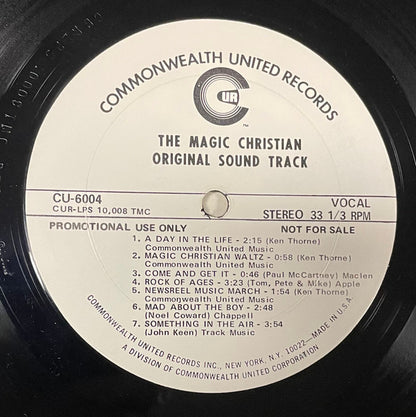 COMMONWEALTH UNITED RECORDS
CUR
TM
THE MAGIC CHRISTIAN
ORIGINAL SOUND TRACK
CU-6004
VOCAL
CUR-LPS 10,008 TMC
STEREO 33 1/3 RPM
PROMOTIONAL USE ONLY
NOT FOR SALE
1. A DAY IN THE LIFE - 2:15 (Ken Thorne)
Commonwealth United Music
2. MAGIC CHRISTIAN WALTZ - 0:58 (Ken Thorne)
Commonwealth United Music
3. COME AND GET IT - 0:46 (Paul McCartney) Maclen
4. ROCK OF AGES - 3:23 (Tom, Pete & Mike) Apple
5. NEWSREEL MUSIC MARCH - 1:54 (Ken Thorne)
Commonwealth United Music
6. MAD ABOUT THE BOY - 2:48
(Noel Coward) Chappell
7. SOMETHING IN THE AIR - 3:54
(John Keen) Track Music
COMMONWEALTH UNITED RECORDS INC., NEW YORK, N.Y. 10022—MADE IN U.S.A.
A DIVISION OF COMMONWEALTH UNITED CORPORATION